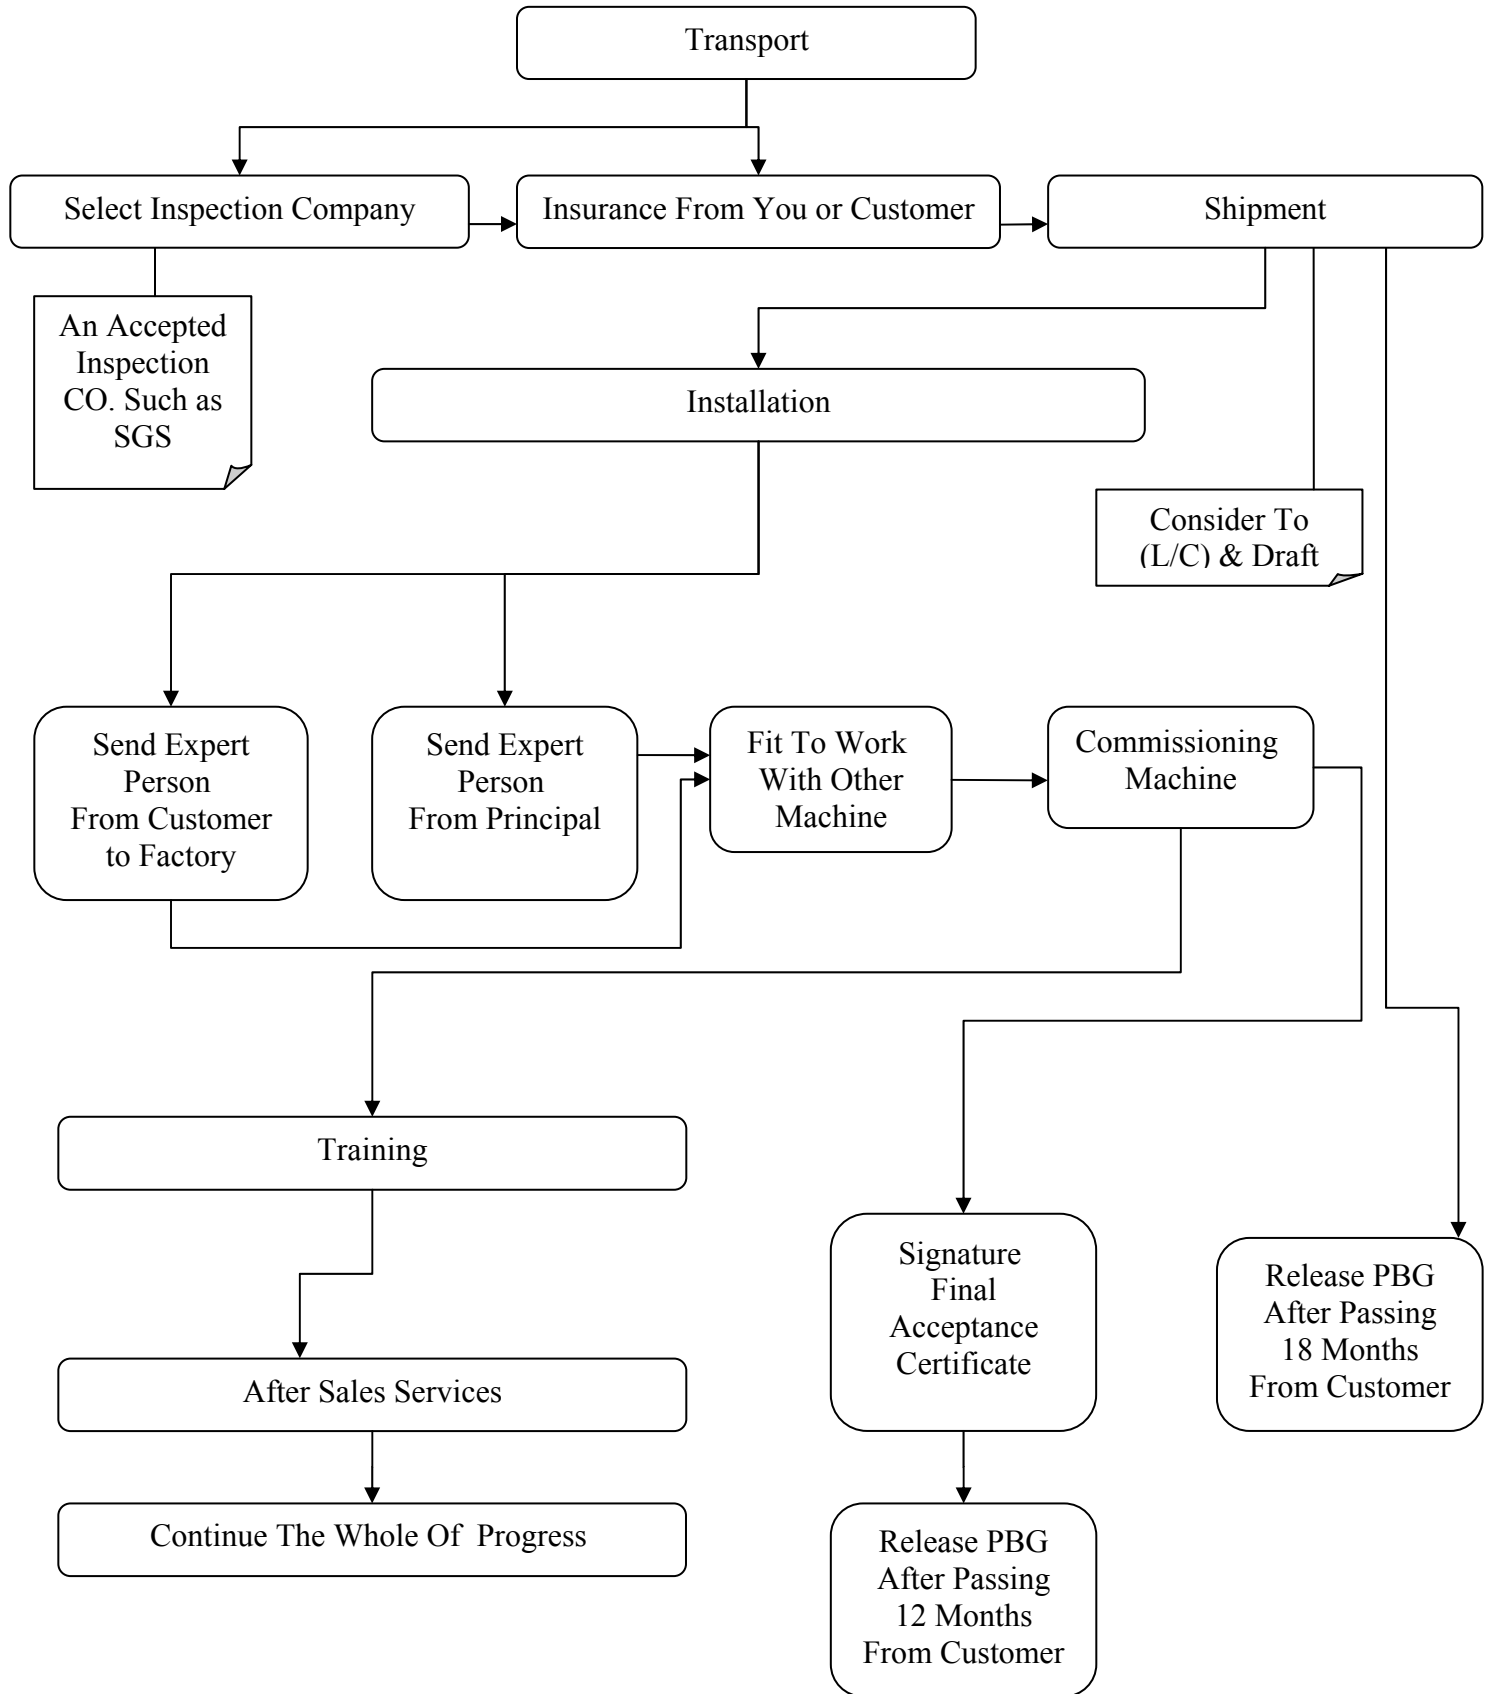 Transport
Select Inspection Company
Insurance From You or Customer
Shipment
An Accepted
Inspection
CO. Such as
SGS
Installation
Consider To
(L/C) & Draft
Send Expert
Person
From Customer
to Factory
Send Expert
Person
From Principal
Fit To Work
With Other
Machine
Commissioning
Machine
Training
Signature
Final
Acceptance
Certificate
Release PBG
After Passing
18 Months
From Customer
After Sales Services
Continue The Whole Of  Progress
Release PBG
After Passing
12 Months
From Customer